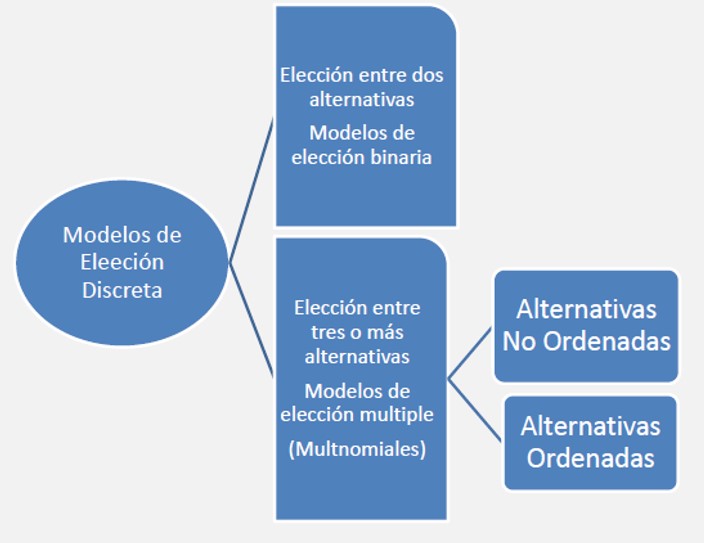 Modelos de
Eleección
Discreta
Elección entre dos
alternativas
Modelos de
elección binaria
Elección entre
tres o más
alternativas
Modelos de
elección multiple
(Multnomiales)
Alternativas
No Ordenadas
Alternativas
Ordenadas